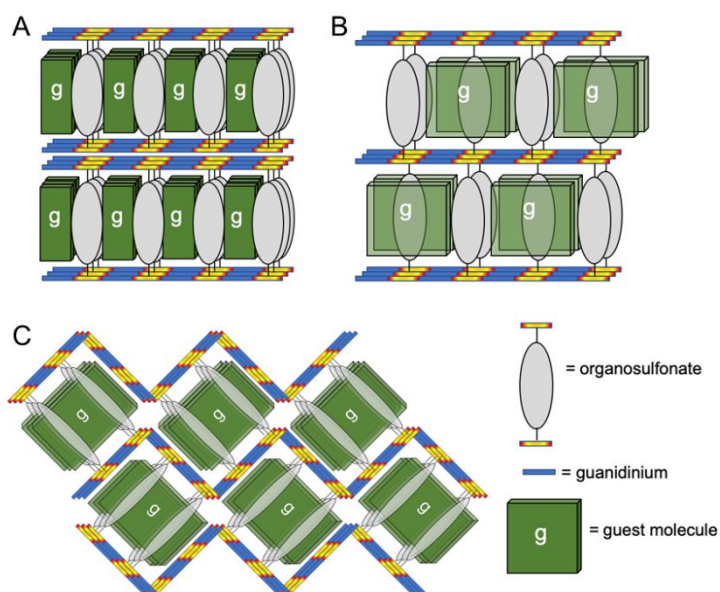 A
B
g g g g
g g g g
g g
g g
C
g g g
g g g
= organosulfonate
= guanidinium
g = guest molecule